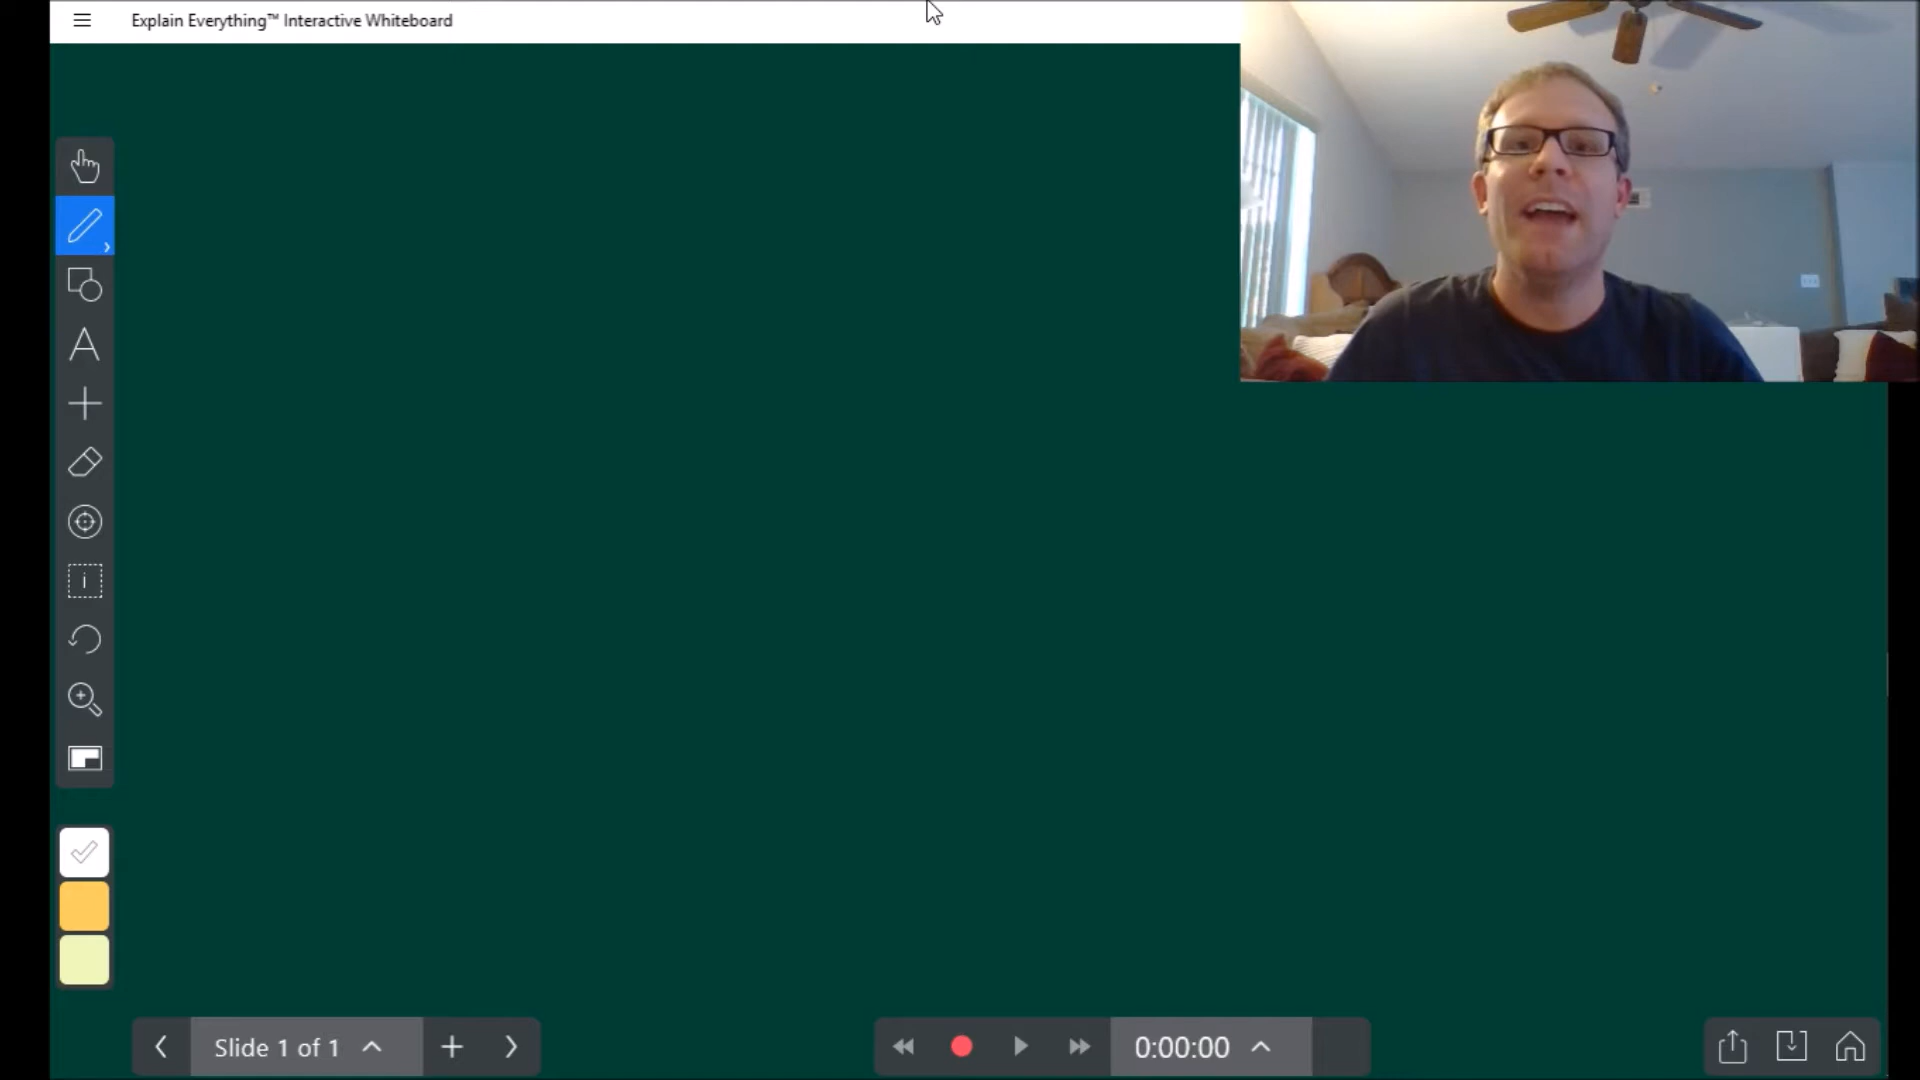 Explain Everything™ Interactive Whiteboard
A
i
Slide 1 of 1
0:00:00